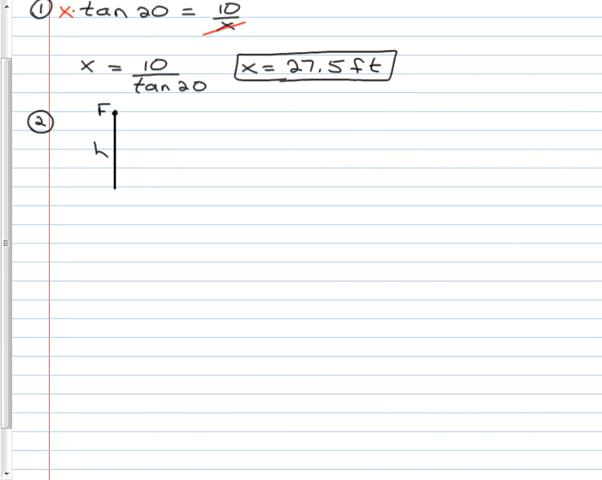 ① x· tan 20 = 10/x
x = 10/tan 20   x = 27.5 ft
② F
h